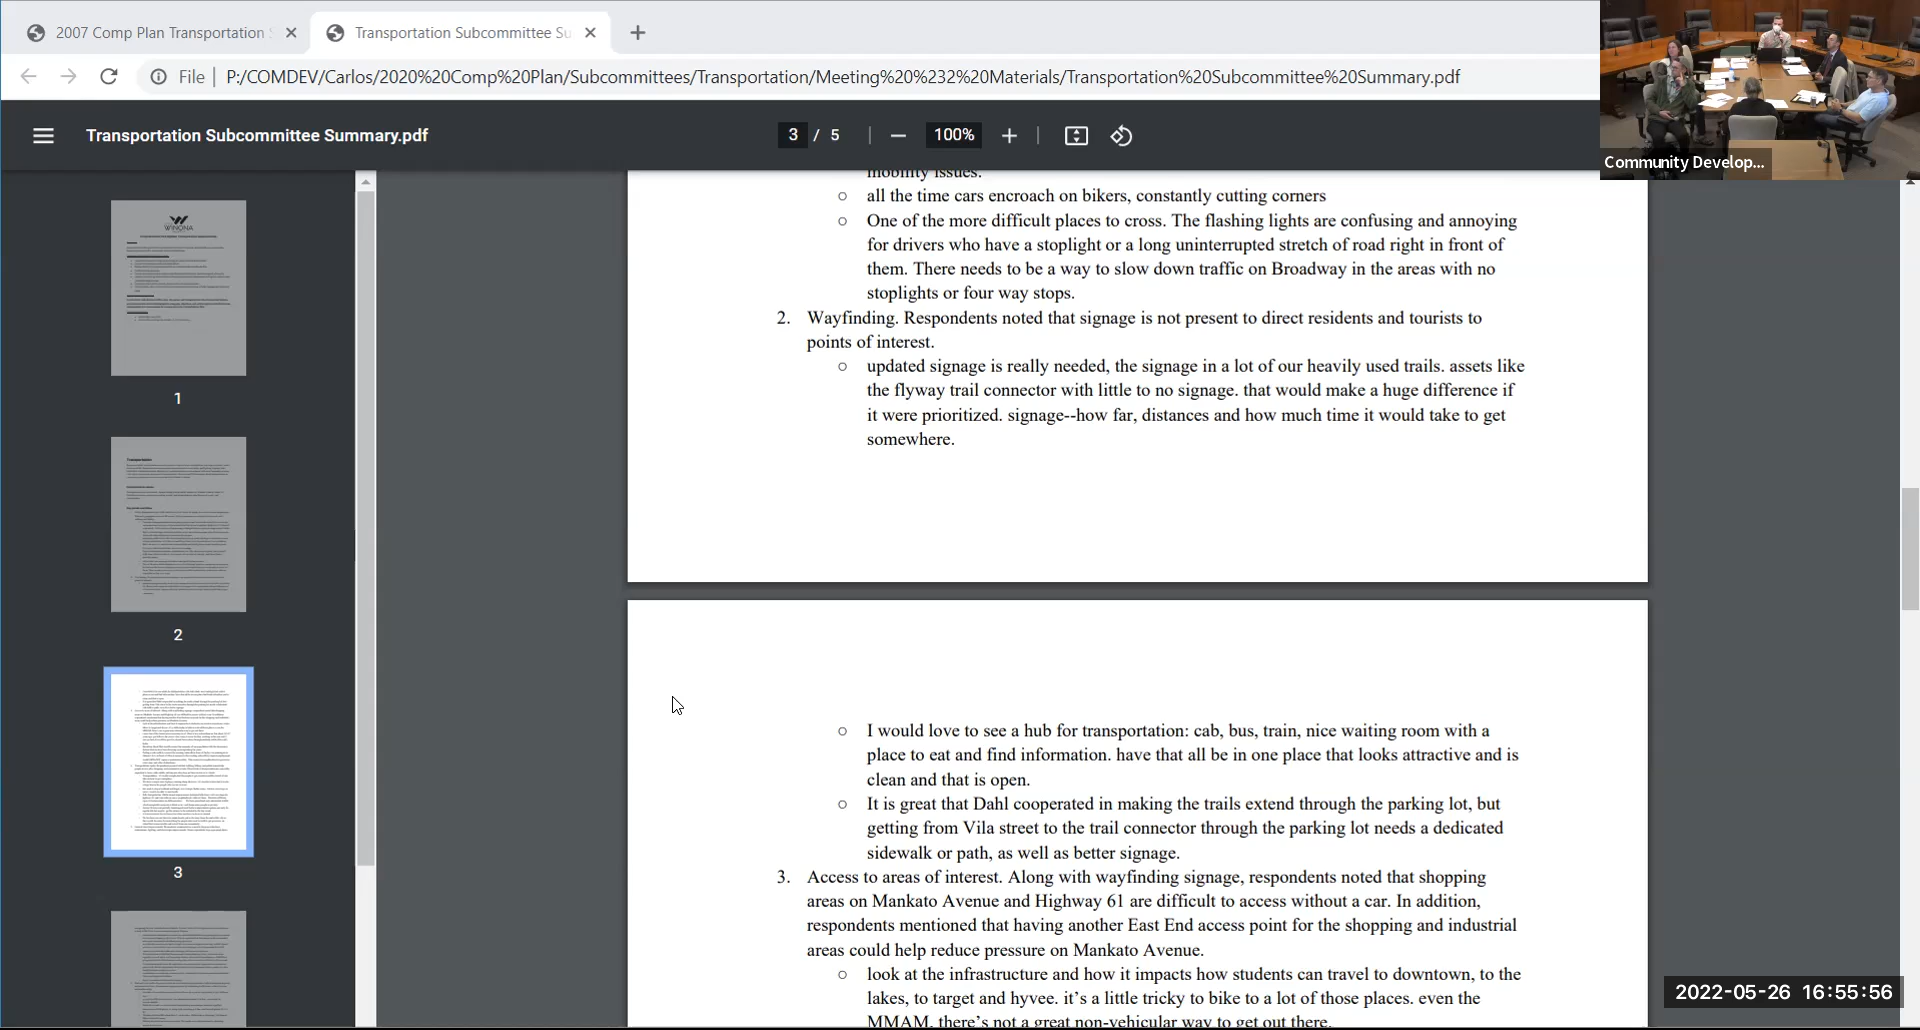 2007 Comp Plan Transportation
Transportation Subcommittee Su
File
P:/COMDEV/Carlos/2020%20Comp%20Plan/Subcommittees/Transportation/Meeting%20%232%20Materials/Transportation%20Subcommittee%20Summary.pdf
Transportation Subcommittee Summary.pdf
3 / 5
100%
Community Develop...
WINONA
1
2
3
mobility issues.
○ all the time cars encroach on bikers, constantly cutting corners
○ One of the more difficult places to cross. The flashing lights are confusing and annoying
for drivers who have a stoplight or a long uninterrupted stretch of road right in front of
them. There needs to be a way to slow down traffic on Broadway in the areas with no
stoplights or four way stops.
2. Wayfinding. Respondents noted that signage is not present to direct residents and tourists to
points of interest.
○ updated signage is really needed, the signage in a lot of our heavily used trails. assets like
the flyway trail connector with little to no signage. that would make a huge difference if
it were prioritized. signage--how far, distances and how much time it would take to get
somewhere.
○ I would love to see a hub for transportation: cab, bus, train, nice waiting room with a
place to eat and find information. have that all be in one place that looks attractive and is
clean and that is open.
○ It is great that Dahl cooperated in making the trails extend through the parking lot, but
getting from Vila street to the trail connector through the parking lot needs a dedicated
sidewalk or path, as well as better signage.
3. Access to areas of interest. Along with wayfinding signage, respondents noted that shopping
areas on Mankato Avenue and Highway 61 are difficult to access without a car. In addition,
respondents mentioned that having another East End access point for the shopping and industrial
areas could help reduce pressure on Mankato Avenue.
○ look at the infrastructure and how it impacts how students can travel to downtown, to the
lakes, to target and hyvee. it’s a little tricky to bike to a lot of those places. even the
MMAM, there’s not a great non-vehicular way to get out there.
2022-05-26 16:55:56